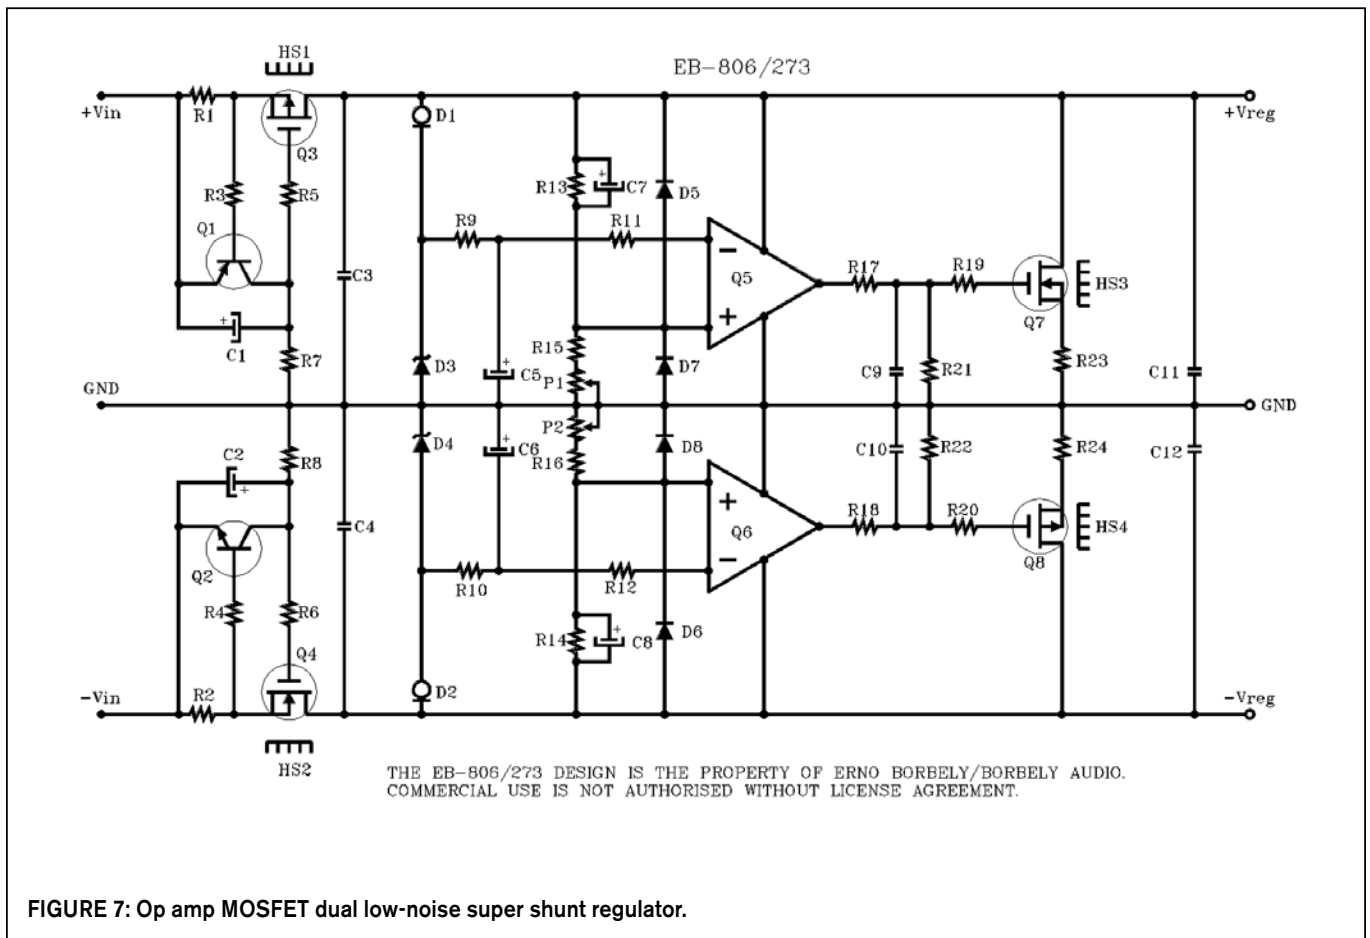 HS1
EB-806/273
+Vin
R1
Q3
D1
+Vreg
R3
R5
R13
+
C7
D5
Q1
R9
R11
−
Q5
R17
R19
HS3
C3
Q7
+
C1
+
R7
D3
+
C5
R15
P1
D7
C9
R21
R23
C11
GND
GND
C2
+
R8
D4
+
C6
P2
R16
D8
C10
R22
R24
C12
Q2
C4
+
Q6
−
R18
R20
HS4
Q8
R4
R6
R10
R12
Q4
R14
+
C8
D6
−Vin
R2
D2
−Vreg
HS2
THE EB-806/273 DESIGN IS THE PROPERTY OF ERNO BORBELY/BORBELY AUDIO.
COMMERCIAL USE IS NOT AUTHORISED WITHOUT LICENSE AGREEMENT.
FIGURE 7: Op amp MOSFET dual low-noise super shunt regulator.